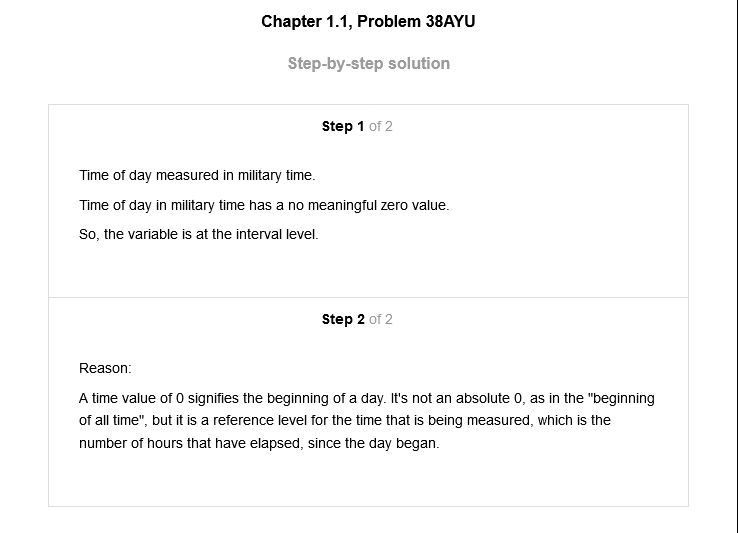 Chapter 1.1, Problem 38AYU
Step-by-step solution
Step 1 of 2
Time of day measured in military time.
Time of day in military time has a no meaningful zero value.
So, the variable is at the interval level.
Step 2 of 2
Reason:
A time value of 0 signifies the beginning of a day. It's not an absolute 0, as in the "beginning
of all time", but it is a reference level for the time that is being measured, which is the
number of hours that have elapsed, since the day began.